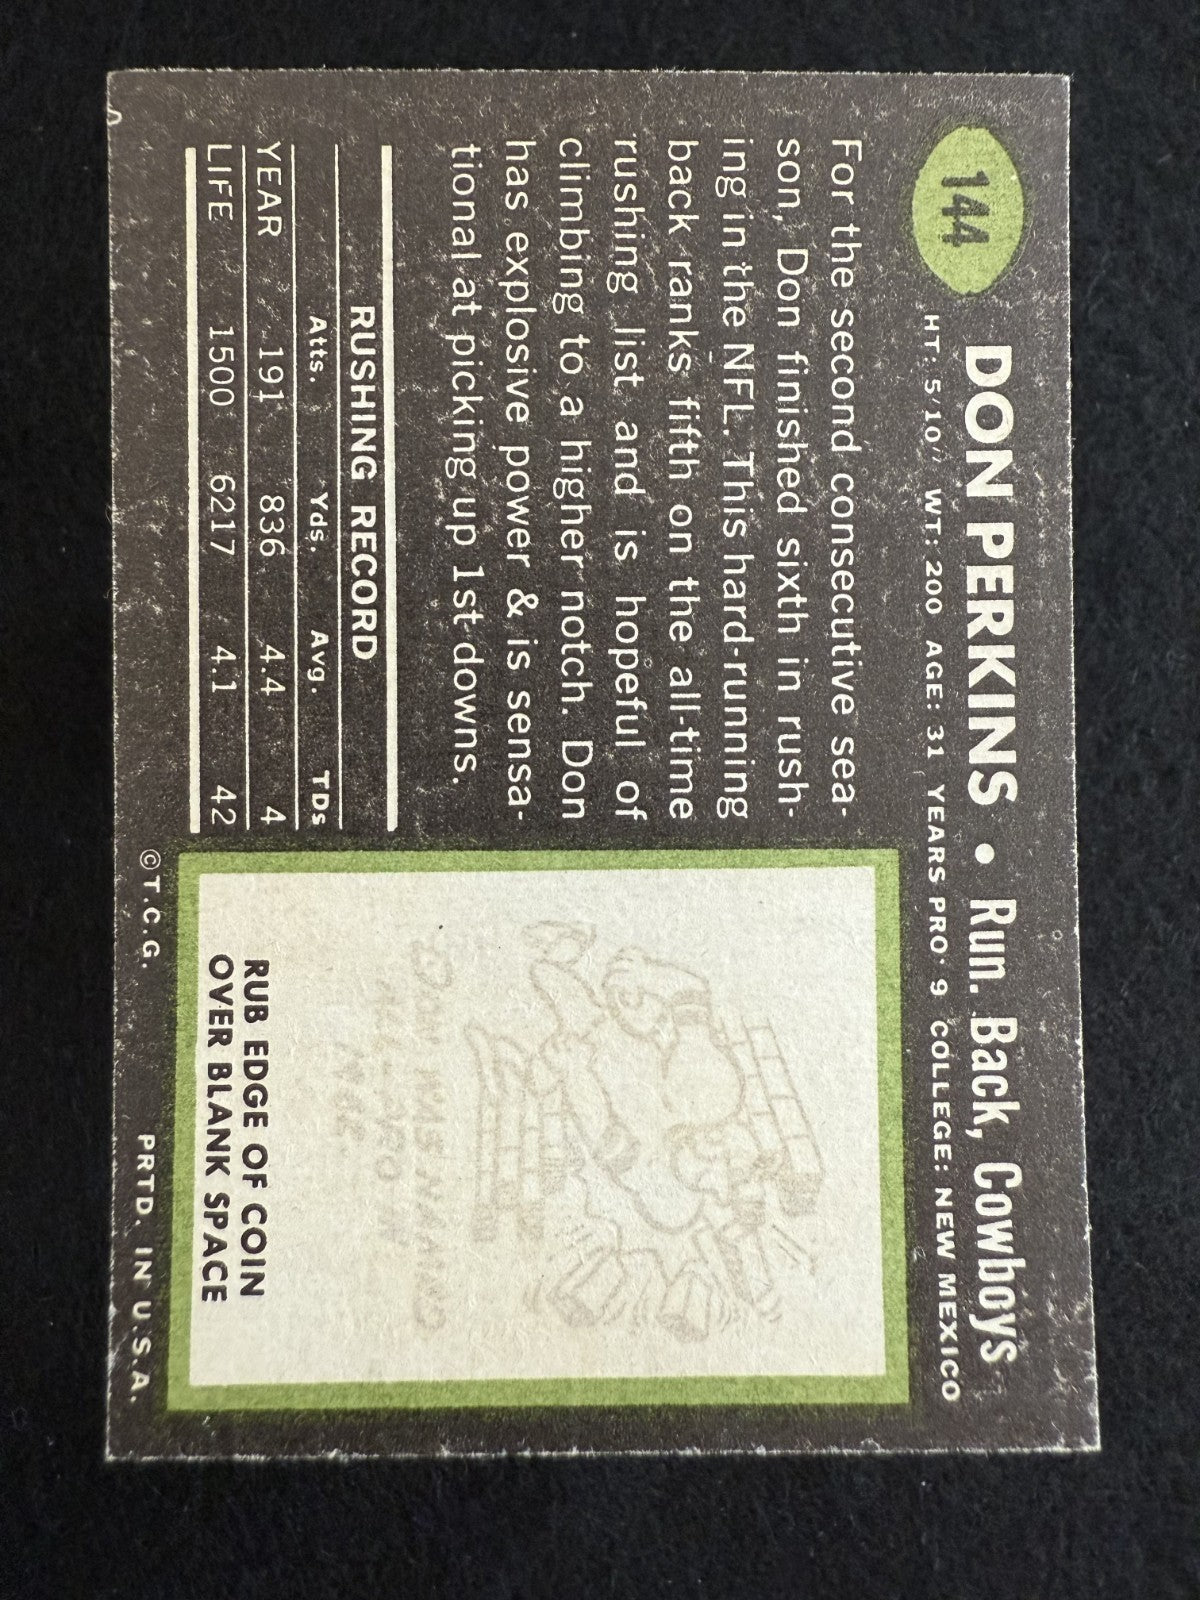 144
DON PERKINS • Run. Back, Cowboys
HT: 5'10" WT: 200 AGE: 31 YEARS PRO: 9 COLLEGE: NEW MEXICO
For the second consecutive sea-
son, Don finished sixth in rush-
ing in the NFL. This hard-running
back ranks fifth on the all-time
rushing list and is hopeful of
climbing to a higher notch. Don
has explosive power & is sensa-
tional at picking up 1st downs.
RUSHING RECORD
Atts. Yds. Avg. TDs
YEAR 191 836 4.4 4
LIFE 1500 6217 4.1 42
RUB EDGE OF COIN
OVER BLANK SPACE
©T.C.G. PRTD. IN U.S.A.